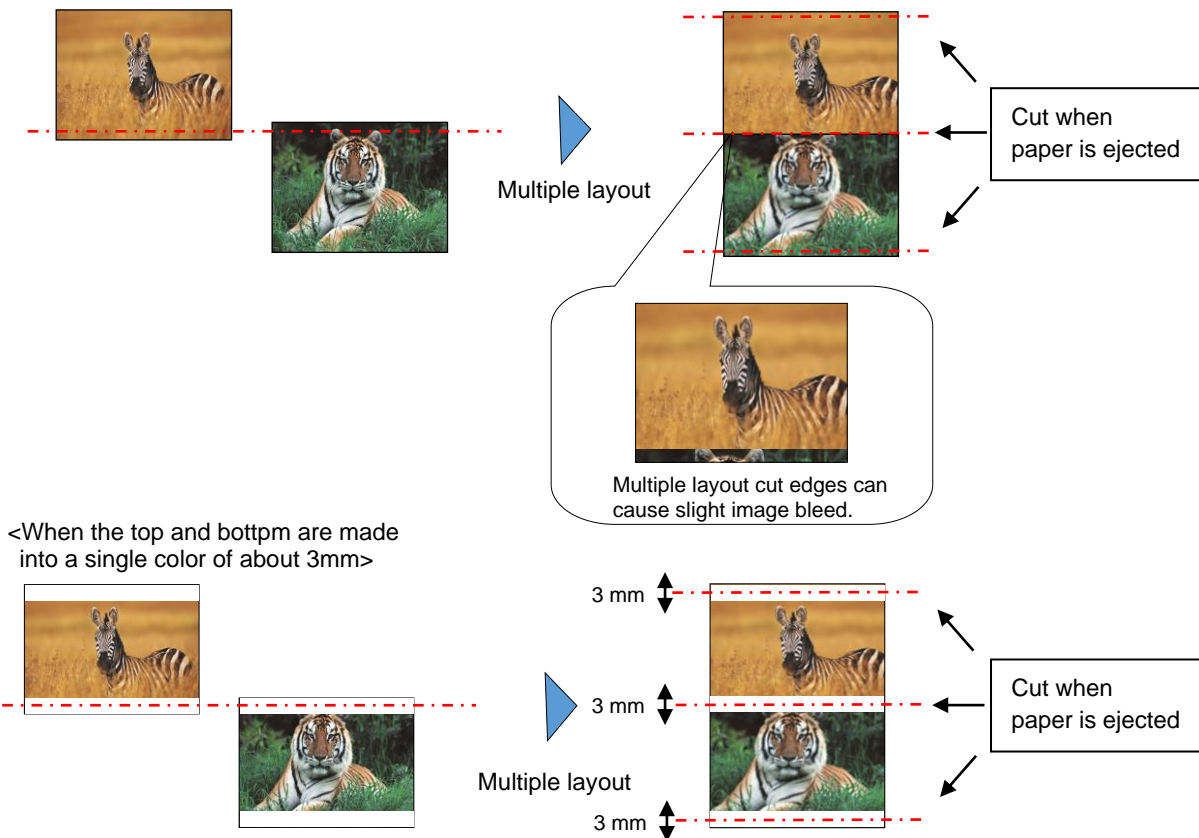 Multiple layout
Cut when
paper is ejected
Multiple layout cut edges can
cause slight image bleed.
<When the top and bottpm are made
into a single color of about 3mm>
3 mm
3 mm
3 mm
Multiple layout
Cut when
paper is ejected